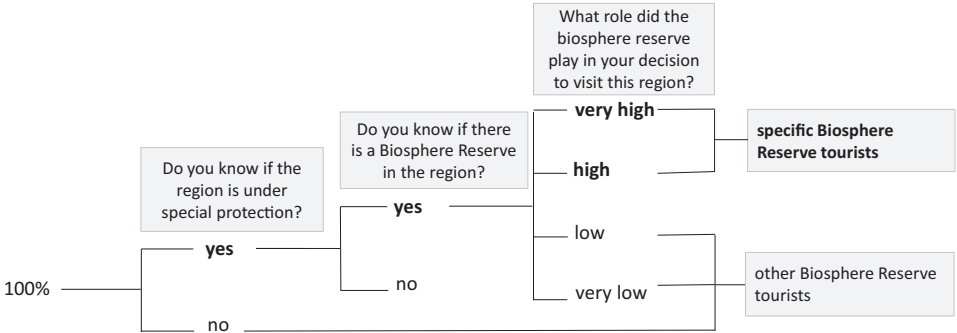 What role did the
biosphere reserve
play in your decision
to visit this region?
Do you know if there
is a Biosphere Reserve
in the region?
Do you know if the
region is under
special protection?
very high
high
low
very low
specific Biosphere
Reserve tourists
yes
no
yes
no
100%
other Biosphere Reserve
tourists